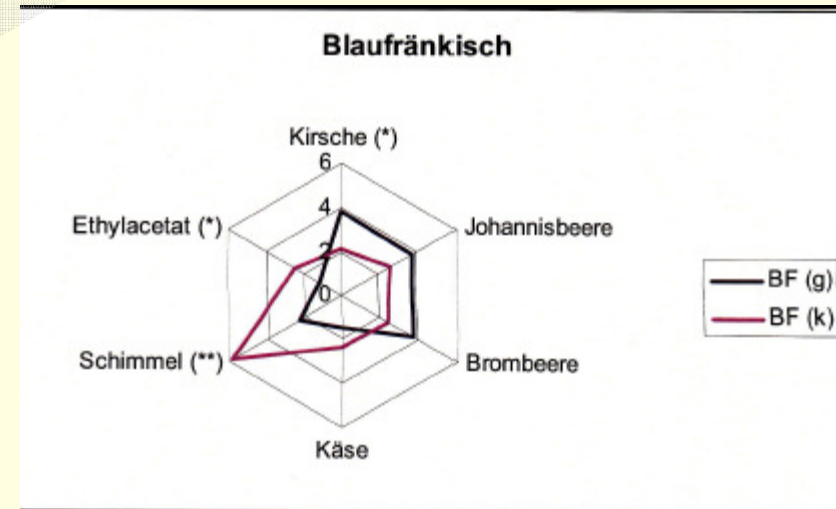 Blaufränkisch
Kirsche (*)
6
4
2
0
Ethylacetat (*)
Johannisbeere
Schimmel (**)
Brombeere
Käse
BF (g)
BF (k)